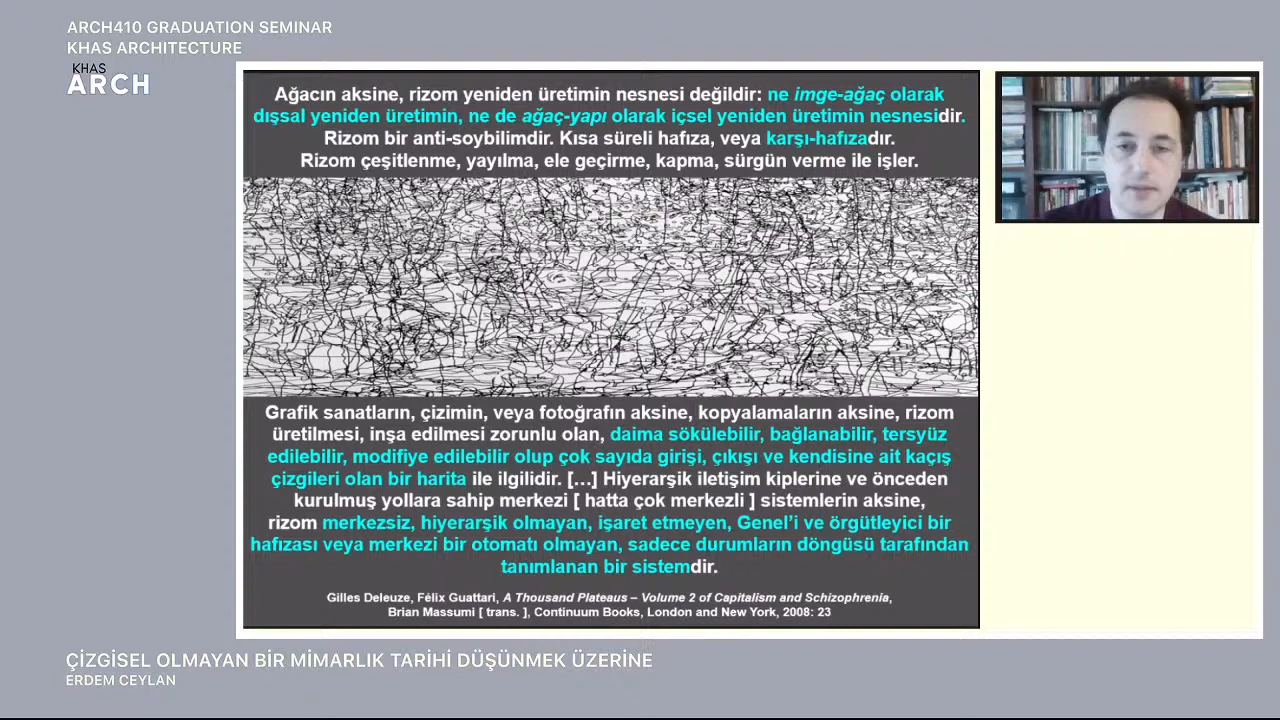 ARCH410 GRADUATION SEMINAR
KHAS ARCHITECTURE
KHAS
ARCH
Ağacın aksine, rizom yeniden üretimin nesnesi değildir: ne imge-ağaç olarak
dışsal yeniden üretimin, ne de ağaç-yapı olarak içsel yeniden üretimin nesnesidir.
Rizom bir anti-soybilimdir. Kısa süreli hafıza, veya karşı-hafızadır.
Rizom çeşitlenme, yayılma, ele geçirme, kapma, sürgün verme ile işler.
Grafik sanatların, çizimin, veya fotoğrafın aksine, kopyalamaların aksine, rizom
üretilmesi, inşa edilmesi zorunlu olan, daima sökülebilir, bağlanabilir, tersyüz
edilebilir, modifiye edilebilir olup çok sayıda girişi, çıkışı ve kendisine ait kaçış
çizgileri olan bir harita ile ilgilidir. […] Hiyerarşik iletişim kiplerine ve önceden
kurulmuş yollara sahip merkezi [ hatta çok merkezli ] sistemlerin aksine,
rizom merkezsiz, hiyerarşik olmayan, işaret etmeyen, Genel’i ve örgütleyici bir
hafızası veya merkezi bir otomatı olmayan, sadece durumların döngüsü tarafından
tanımlanan bir sistemdir.
Gilles Deleuze, Félix Guattari, A Thousand Plateaus – Volume 2 of Capitalism and Schizophrenia,
Brian Massumi [ trans. ], Continuum Books, London and New York, 2008: 23
ÇİZGİSEL OLMAYAN BİR MİMARLIK TARİHİ DÜŞÜNMEK ÜZERİNE
ERDEM CEYLAN